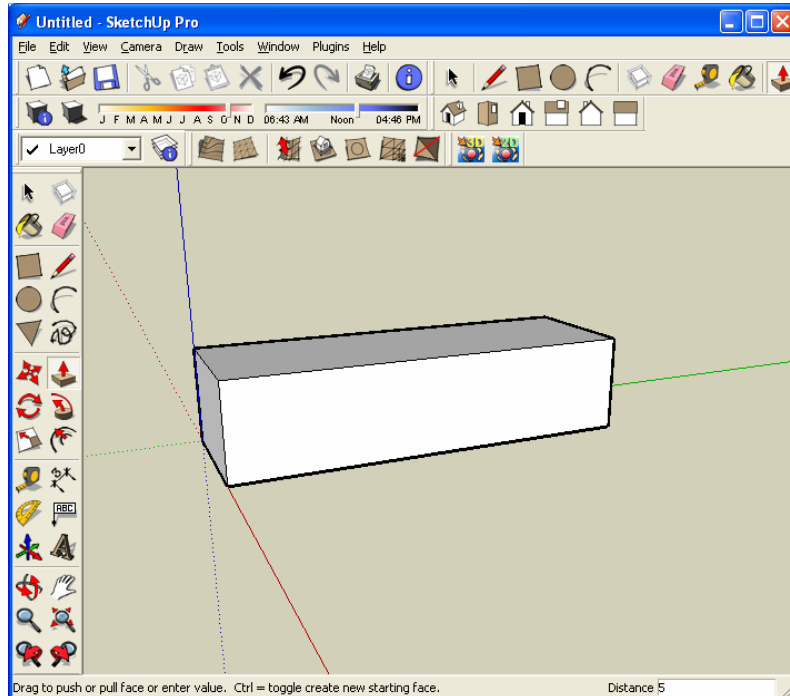 Untitled - SketchUp Pro
File Edit View Camera Draw Tools Window Plugins Help
J F M A M J J A S O N D 06:43 AM Noon 04:46 PM
Layer0
3D 2D
ABC
Drag to push or pull face or enter value. Ctrl = toggle create new starting face. Distance 5